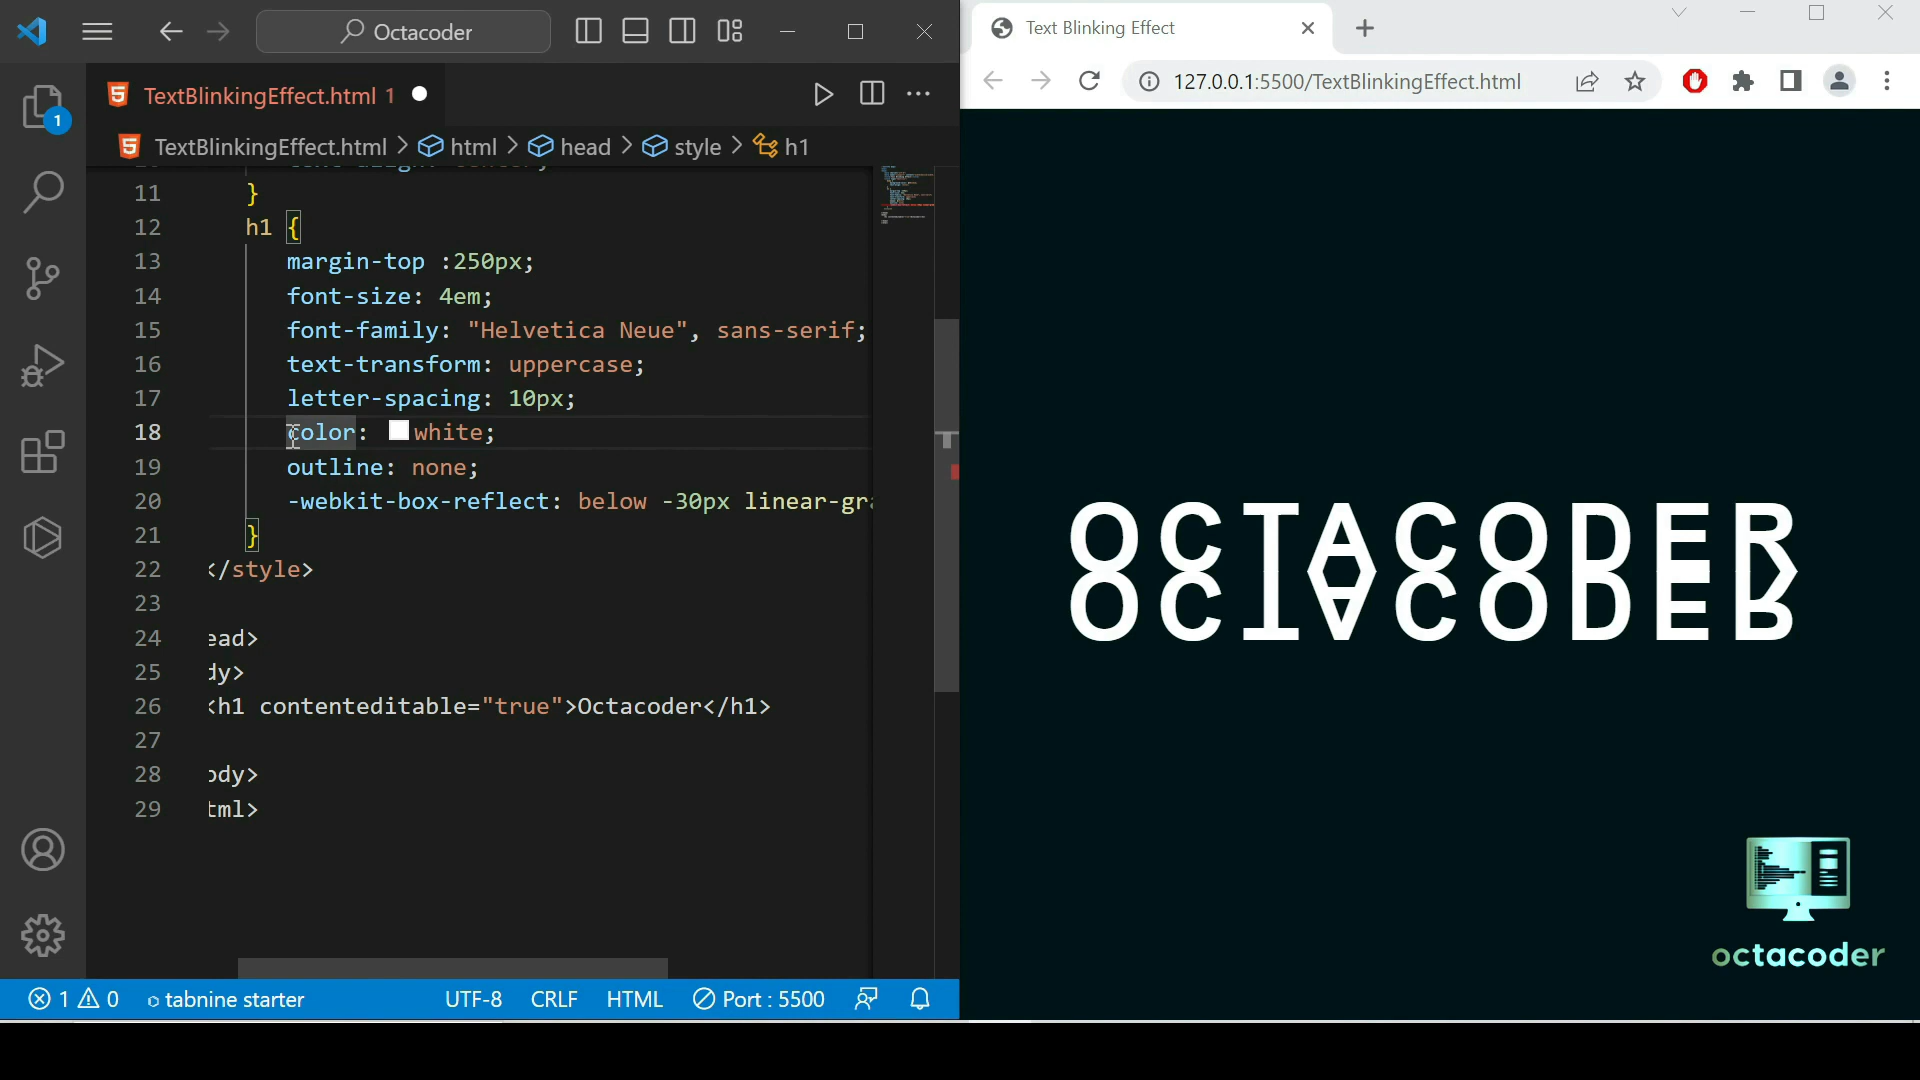 Octacoder
TextBlinkingEffect.html 1
TextBlinkingEffect.html > html > head > style > h1
11 }
12 h1 {
13 margin-top :250px;
14 font-size: 4em;
15 font-family: "Helvetica Neue", sans-serif;
16 text-transform: uppercase;
17 letter-spacing: 10px;
18 color: white;
19 outline: none;
20 -webkit-box-reflect: below -30px linear-gra
21 }
22 </style>
23
24 ead>
25 dy>
26 <h1 contenteditable="true">Octacoder</h1>
27
28 ody>
29 tml>
1
1 0 tabnine starter UTF-8 CRLF HTML Port : 5500
Text Blinking Effect
127.0.0.1:5500/TextBlinkingEffect.html
OCTACODER
octacoder